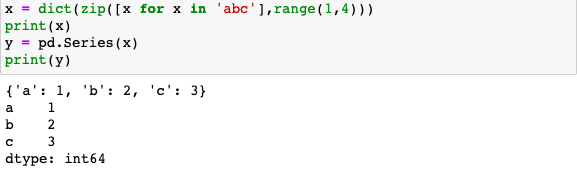 x = dict(zip([x for x in 'abc'],range(1,4)))
print(x)
y = pd.Series(x)
print(y)
{'a': 1, 'b': 2, 'c': 3}
a    1
b    2
c    3
dtype: int64